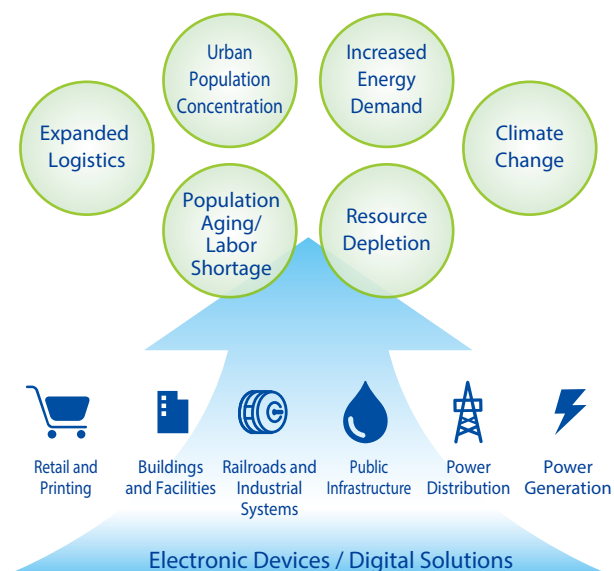 Urban
Population
Concentration
Increased
Energy
Demand
Expanded
Logistics
Climate
Change
Population
Aging/
Labor
Shortage
Resource
Depletion
Retail and
Printing
Buildings
and Facilities
Railroads and
Industrial
Systems
Public
Infrastructure
Power
Distribution
Power
Generation
Electronic Devices / Digital Solutions